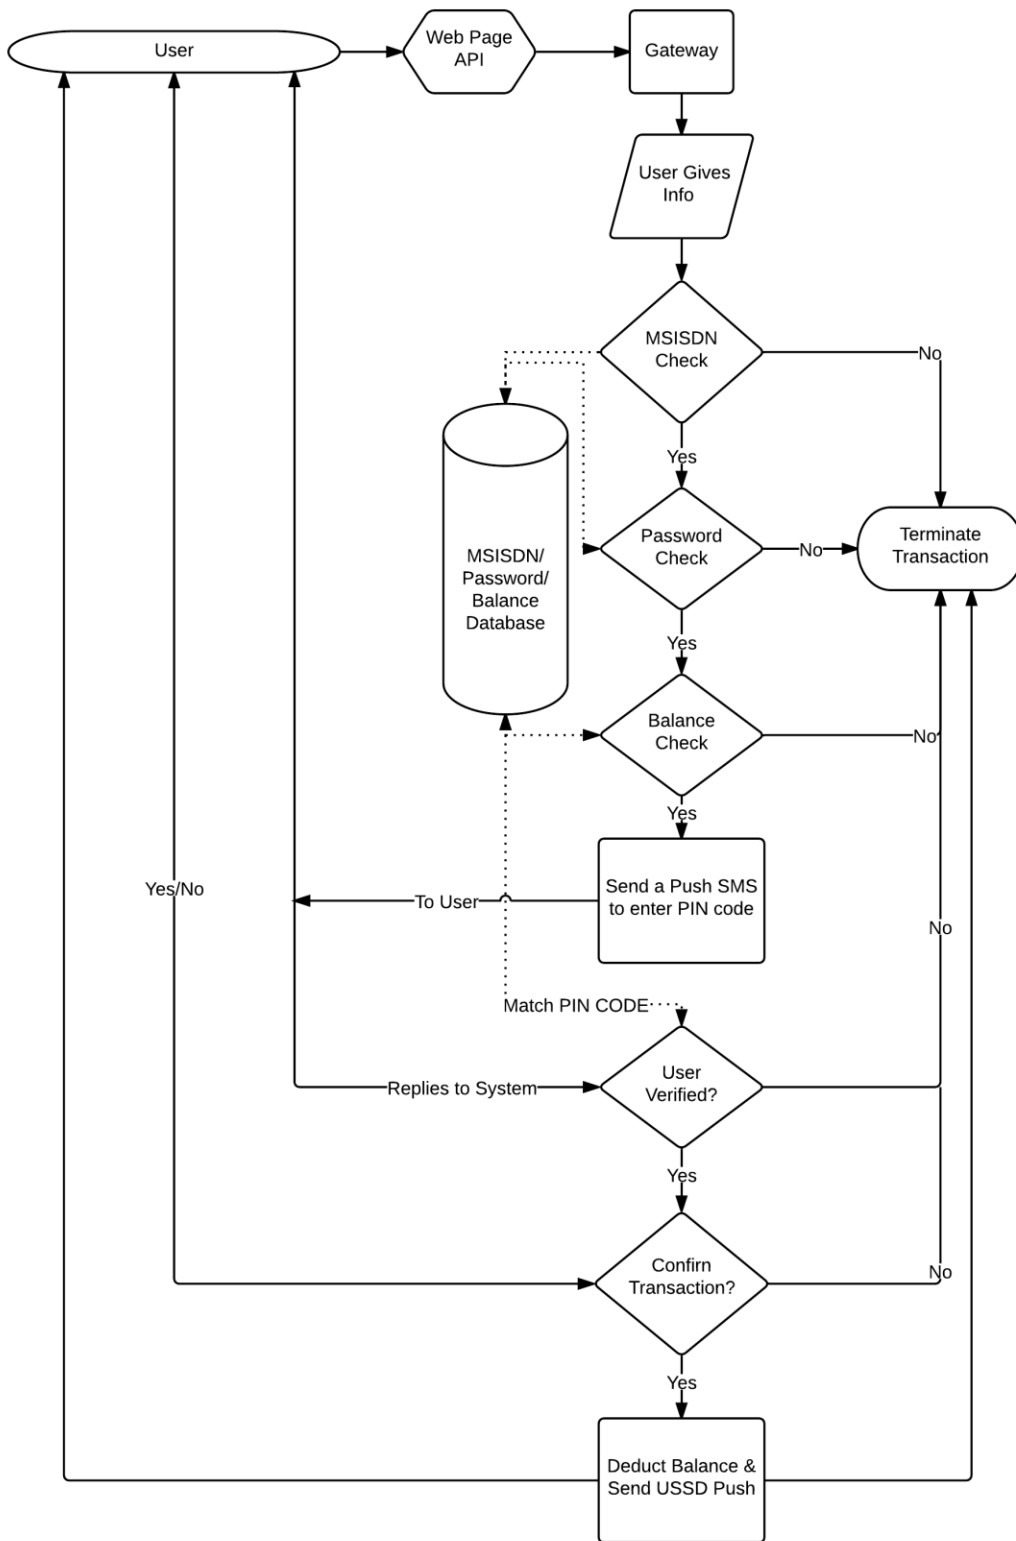 User
Web Page
API
Gateway
User Gives
Info
MSISDN
Check
No
Yes
Password
Check
No
Terminate
Transaction
MSISDN/
Password/
Balance
Database
Yes
Balance
Check
No
Yes
Send a Push SMS
to enter PIN code
To User
Yes/No
No
Match PIN CODE
User
Verified?
Replies to System
Yes
Confirn
Transaction?
No
Yes
Deduct Balance &
Send USSD Push